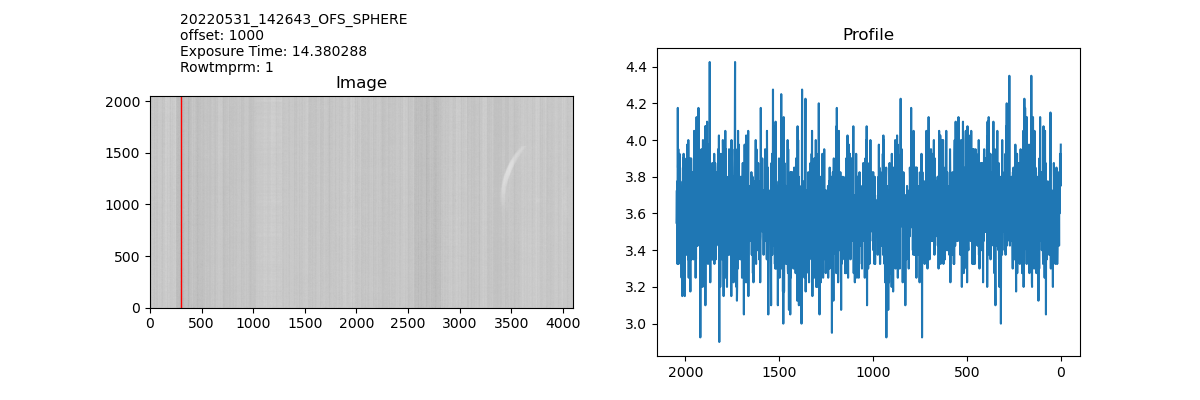 20220531_142643_OFS_SPHERE
offset: 1000
Exposure Time: 14.380288
Rowtmprm: 1
Image
2000
1500
1000
500
0
0 500 1000 1500 2000 2500 3000 3500 4000
Profile
4.4
4.2
4.0
3.8
3.6
3.4
3.2
3.0
2000 1500 1000 500 0